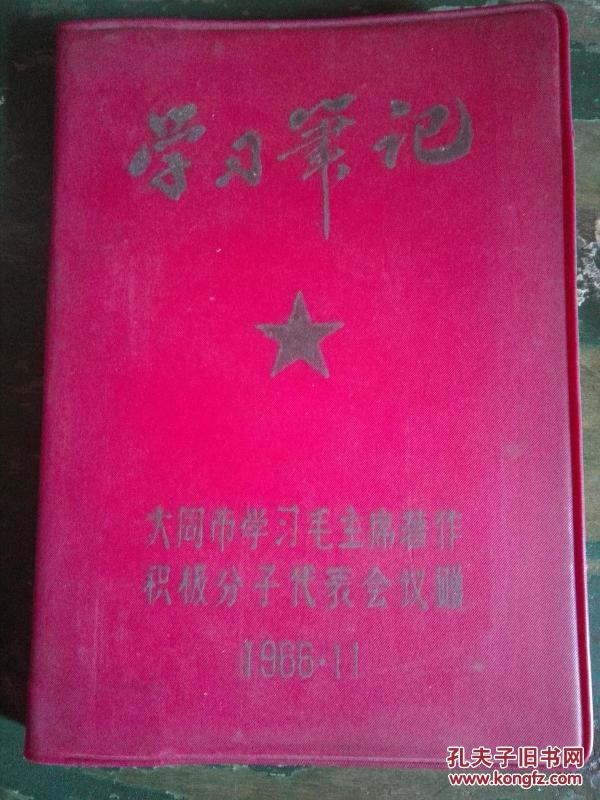 学习筆记
大同市学习毛主席著作
积极分子代表会议赠
1966·11
孔夫子旧书网
www.kongfz.com